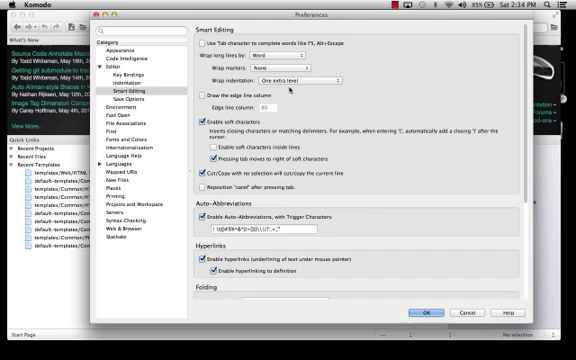 Komodo
85%
Sat 2:34 PM
Preferences
Source Code Annotate Mac
By Todd Whiteman, May 18th,
Getting git submodule to trac
By Todd Whiteman, May 15th,
Auto Allman-style Braces in K
By Nathan Rijksen, May 12th,
Image Tag Dimension Comp
By Carey Hoffman, May 4th,
View More..
Quick Links
Recent Projects
Recent Files
Recent Templates
templates/Web/HTML
templates/Common/W
default-templates/Com
templates/Common/W
default-templates/Com
default-templates/Com
templates/Common/PH
default-templates/Com
Start Page
Category
Appearance
Code Intelligence
Editor
Key Bindings
Indentation
Smart Editing
Save Options
Environment
Fast Open
File Associations
Find
Fonts and Colors
Internationalization
Language Help
Languages
Mapped URIs
New Files
Places
Printing
Projects and Workspace
Servers
Syntax Checking
Web & Browser
Stackato
Smart Editing
Use Tab character to complete words like F5, Alt+Escape
Wrap long lines by: Word
Wrap markers: None
Wrap indentation: One extra level
Draw the edge line column
Edge line column: 80
Enable soft characters
Inserts closing characters or matching delimiters. For example, when entering '(', automatically add a closing ')' after the cursor.
Enable soft characters inside lines
Pressing tab moves to right of soft characters
Cut/Copy with no selection will cut/copy the current line
Reposition "caret" after pressing tab.
Auto-Abbreviations
Enable Auto-Abbreviations, with Trigger Characters:
Hyperlinks
Enable hyperlinks (underlining of text under mouse pointer)
Enable hyperlinking to definition
Folding
OK
Cancel
Help
No selection